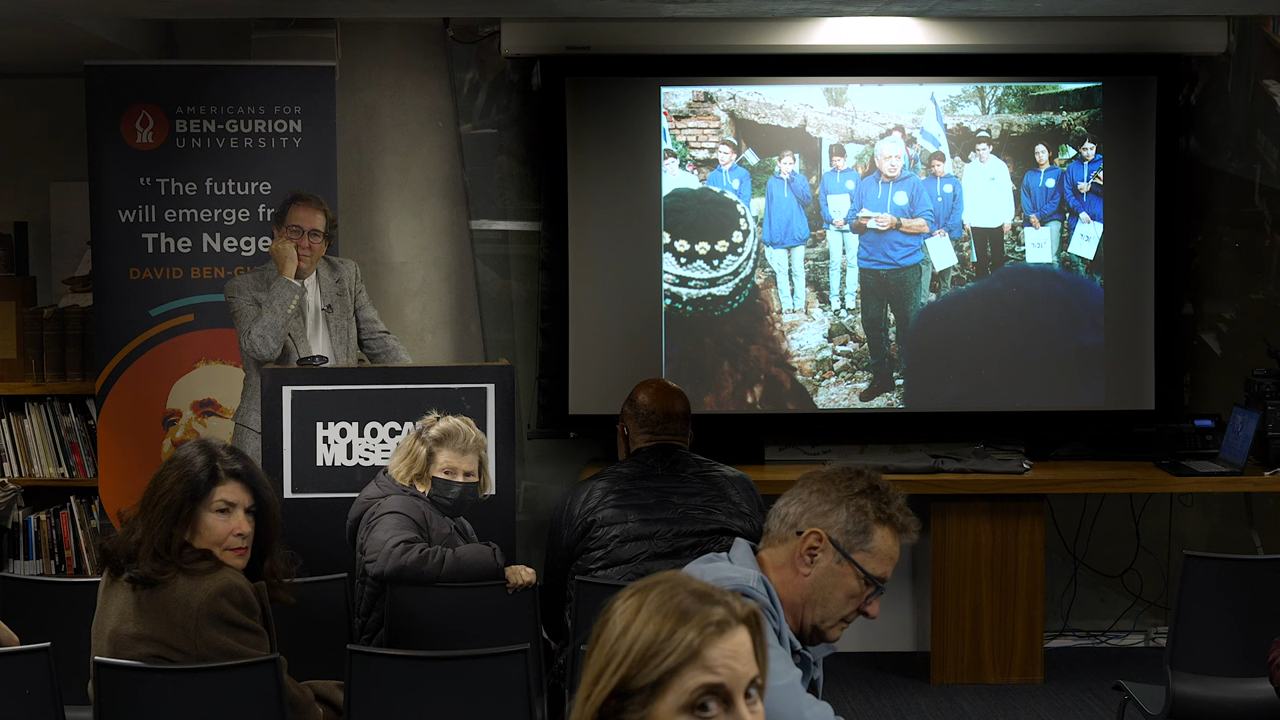 AMERICANS FOR
BEN-GURION
UNIVERSITY
“The future
will emerge fr
The Nege
DAVID BEN-GU
HOLOCA
MUSE